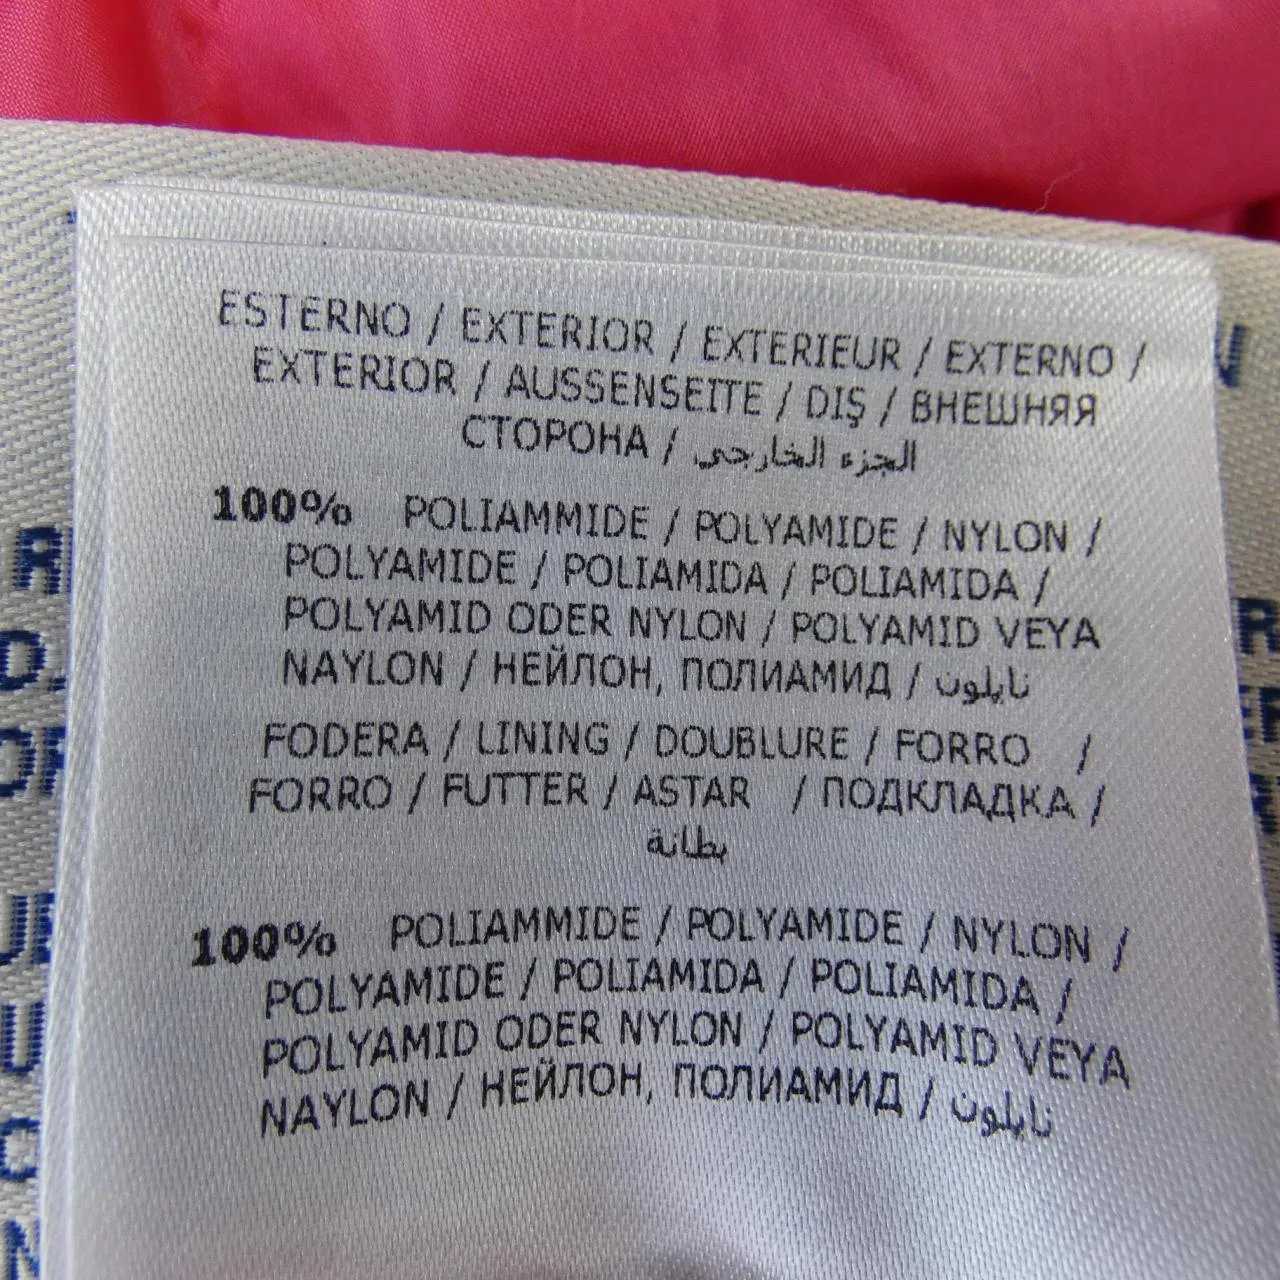 ESTERNO / EXTERIOR / EXTERIEUR / EXTERNO /
EXTERIOR / AUSSENSEITE / DIŞ / ВНЕШНЯЯ
СТОРОНА / الجزء الخارجي
100% POLIAMMIDE / POLYAMIDE / NYLON /
POLYAMIDE / POLIAMIDA / POLIAMIDA /
POLYAMID ODER NYLON / POLYAMID VEYA
NAYLON / НЕЙЛОН, ПОЛИАМИД / نايلون
FODERA / LINING / DOUBLURE / FORRO /
FORRO / FUTTER / ASTAR / ПОДКЛАДКА /
بطانة
100% POLIAMMIDE / POLYAMIDE / NYLON /
POLYAMIDE / POLIAMIDA / POLIAMIDA /
POLYAMID ODER NYLON / POLYAMID VEYA
NAYLON / НЕЙЛОН, ПОЛИАМИД / نايلون